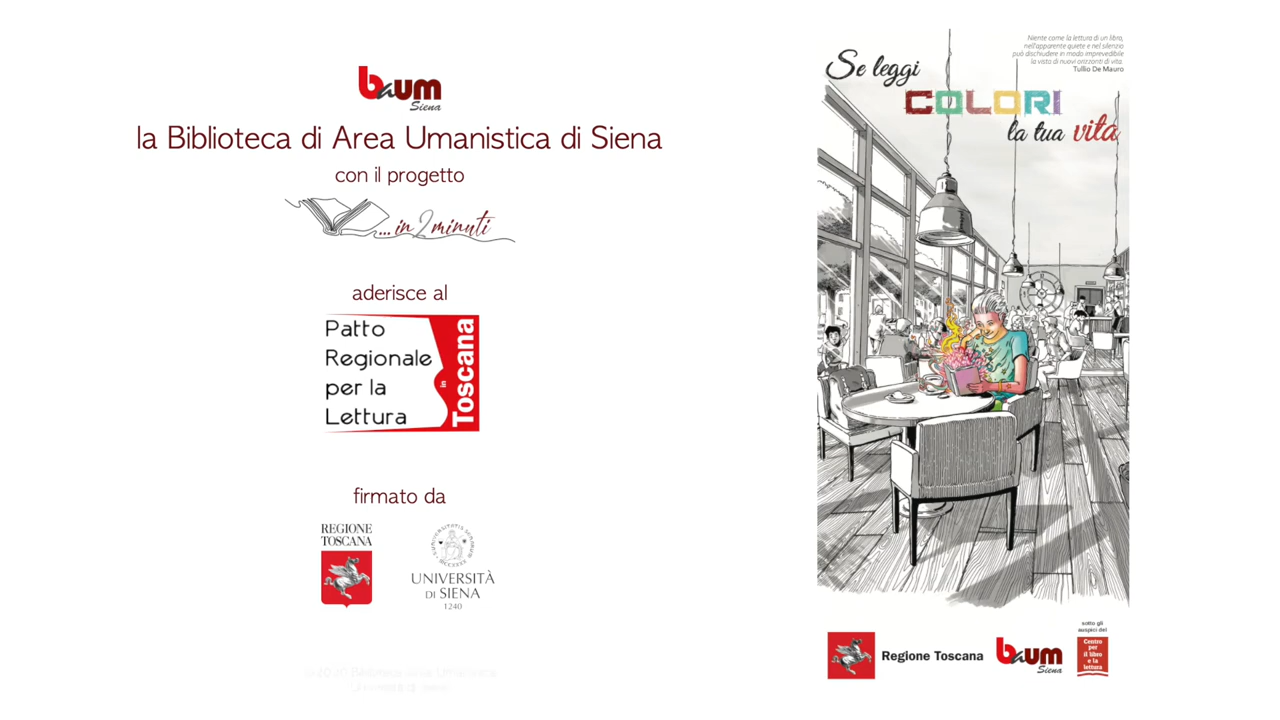 baum
Siena
la Biblioteca di Area Umanistica di Siena
con il progetto
...in 2 minuti
aderisce al
Patto
Regionale
per la
Lettura
in
Toscana
firmato da
REGIONE
TOSCANA
UNIVERSITÀ
DI SIENA
1240
Niente come la lettura di un libro,
nell'apparente quiete e nel silenzio
può dischiudere in modo imprevedibile
la vista di nuovi orizzonti di vita.
Tullio De Mauro
Se leggi
COLORI
la tua vita
Regione Toscana
baum
Siena
sotto gli
auspici del
Centro
per
il libro
e la
lettura